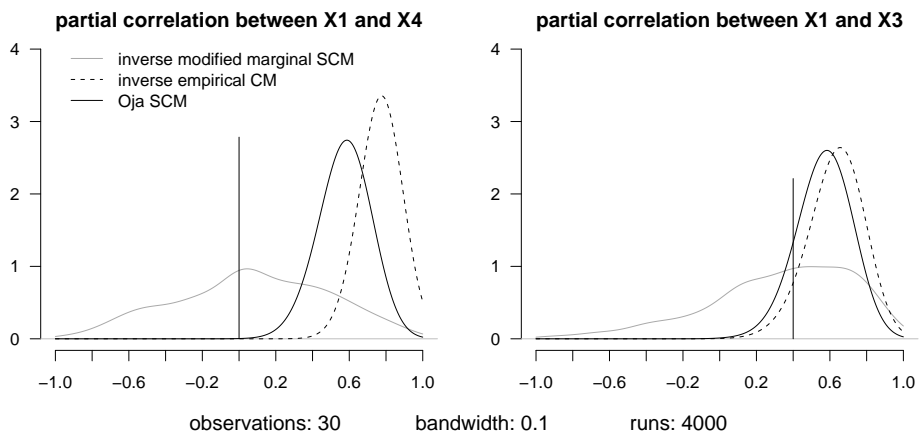 partial correlation between X1 and X4
4
3
2
1
0
inverse modified marginal SCM
inverse empirical CM
Oja SCM
−1.0 −0.6 −0.2 0.2 0.6 1.0
partial correlation between X1 and X3
4
3
2
1
0
−1.0 −0.6 −0.2 0.2 0.6 1.0
observations: 30 bandwidth: 0.1 runs: 4000